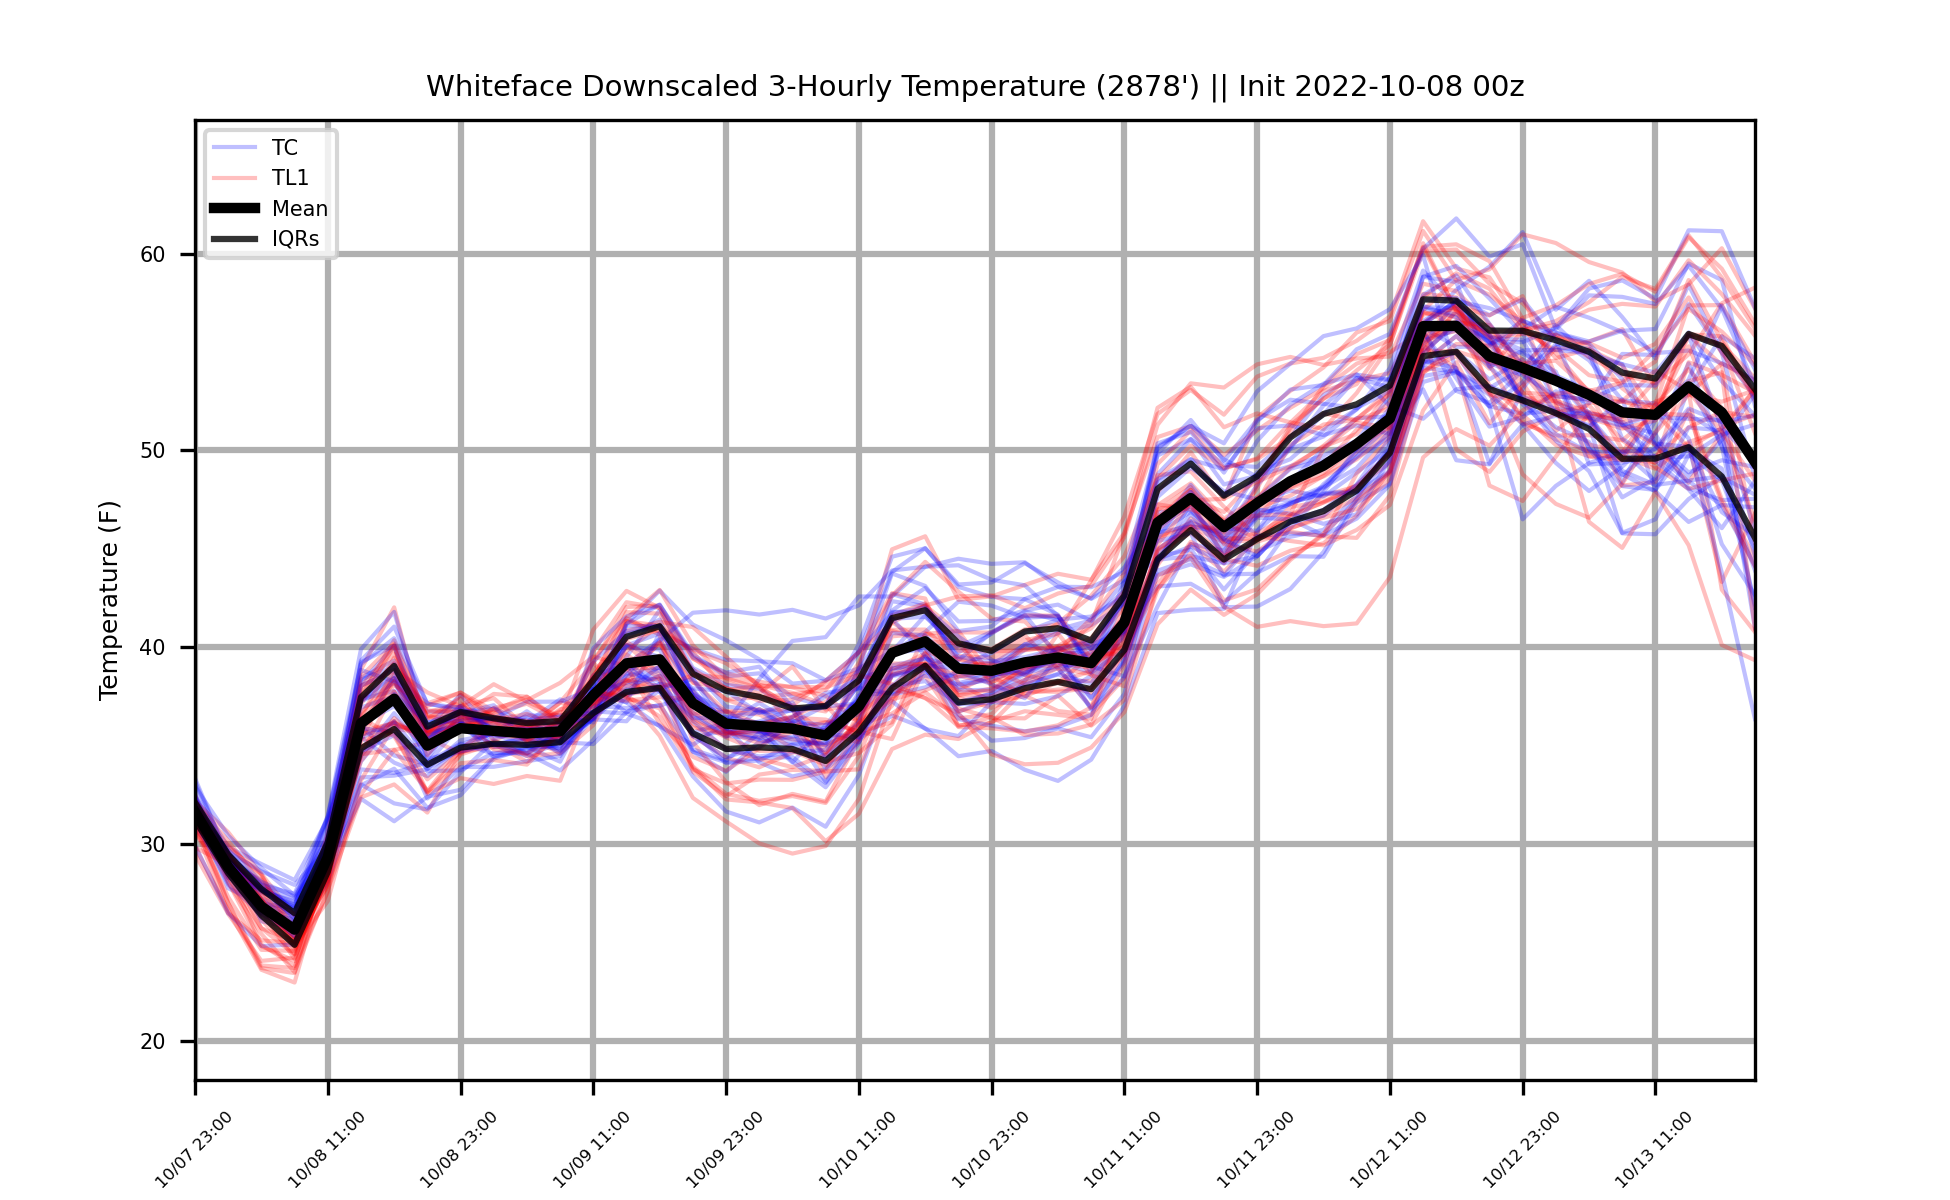 Whiteface Downscaled 3-Hourly Temperature (2878') || Init 2022-10-08 00z
TC
TL1
Mean
IQRs
Temperature (F)
60
50
40
30
20
10/07 23:00
10/08 11:00
10/08 23:00
10/09 11:00
10/09 23:00
10/10 11:00
10/10 23:00
10/11 11:00
10/11 23:00
10/12 11:00
10/12 23:00
10/13 11:00